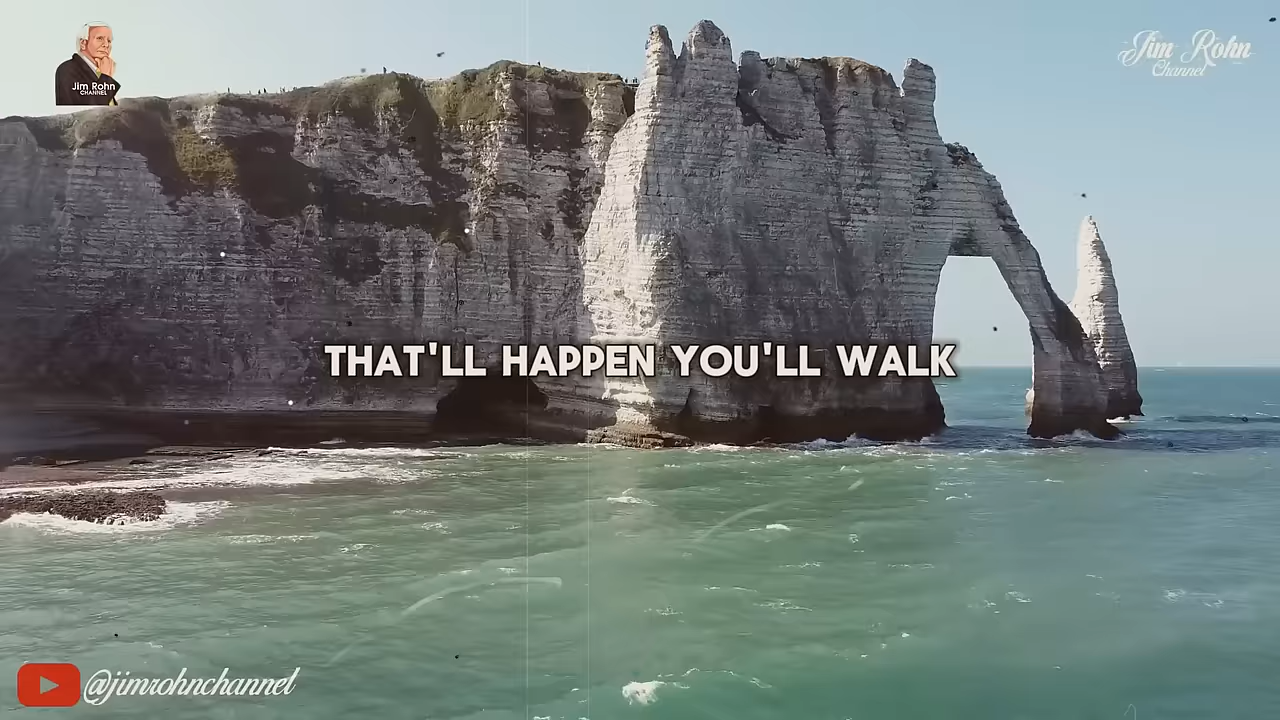 Jim Rohn
CHANNEL
Jim Rohn
Channel
THAT'LL HAPPEN YOU'LL WALK
@jimrohnchannel